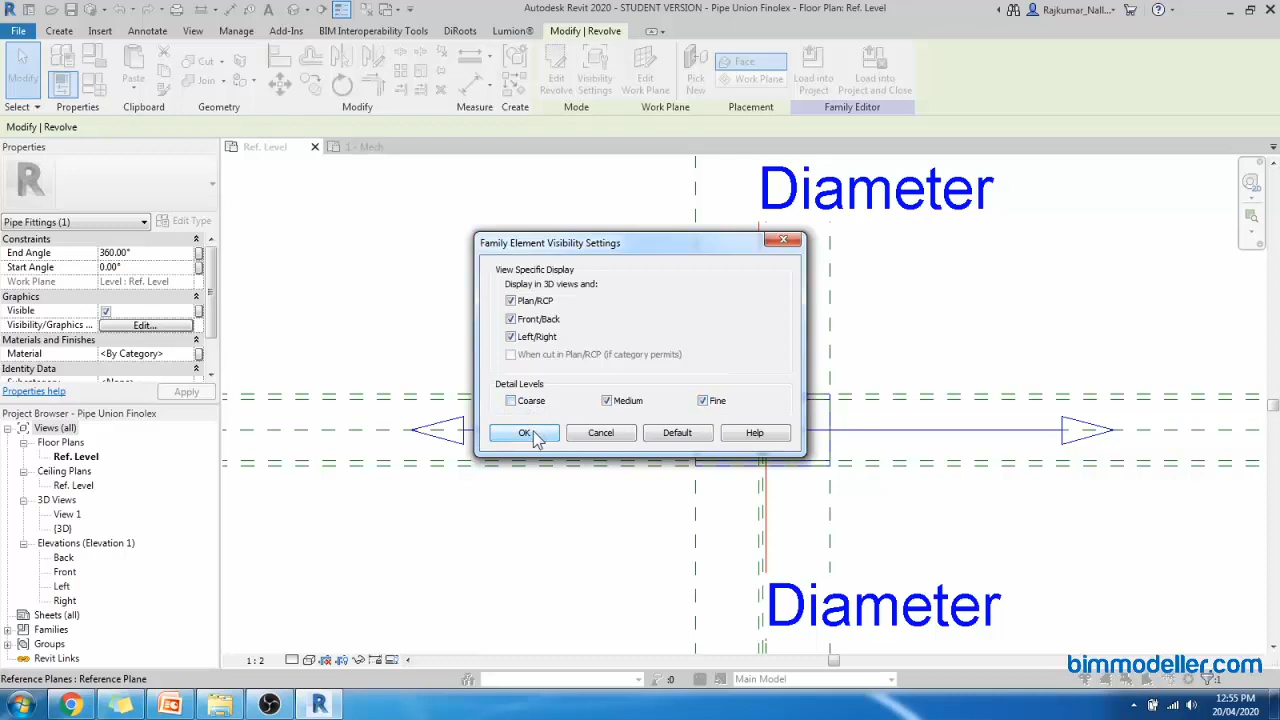 Autodesk Revit 2020 - STUDENT VERSION - Pipe Union Finolex - Floor Plan: Ref. Level
Rajkumar_Nall...
File Create Insert Annotate View Manage Add-Ins BIM Interoperability Tools DiRoots Lumion® Modify | Revolve
Modify
Paste
Cut
Join
Edit Revolve
Visibility Settings
Edit Work Plane
Pick New
Face
Work Plane
Load into Project
Load into Project and Close
Select Properties Clipboard Geometry Modify Measure Create Mode Work Plane Placement Family Editor
Modify | Revolve
Properties
Ref. Level
1 - Mech
R
Pipe Fittings (1)
Edit Type
Constraints
End Angle 360.00°
Start Angle 0.00°
Work Plane Level : Ref. Level
Graphics
Visible
Visibility/Graphics ... Edit...
Materials and Finishes
Material <By Category>
Identity Data
Properties help
Apply
Project Browser - Pipe Union Finolex
Views (all)
Floor Plans
Ref. Level
Ceiling Plans
Ref. Level
3D Views
View 1
{3D}
Elevations (Elevation 1)
Back
Front
Left
Right
Sheets (all)
Families
Groups
Revit Links
Diameter
Family Element Visibility Settings
View Specific Display
Display in 3D views and:
Plan/RCP
Front/Back
Left/Right
When cut in Plan/RCP (if category permits)
Detail Levels
Coarse Medium Fine
OK Cancel Default Help
Diameter
1 : 2
bimmodeller.com
Reference Planes : Reference Plane
:0
Main Model
:1
12:55 PM
20/04/2020